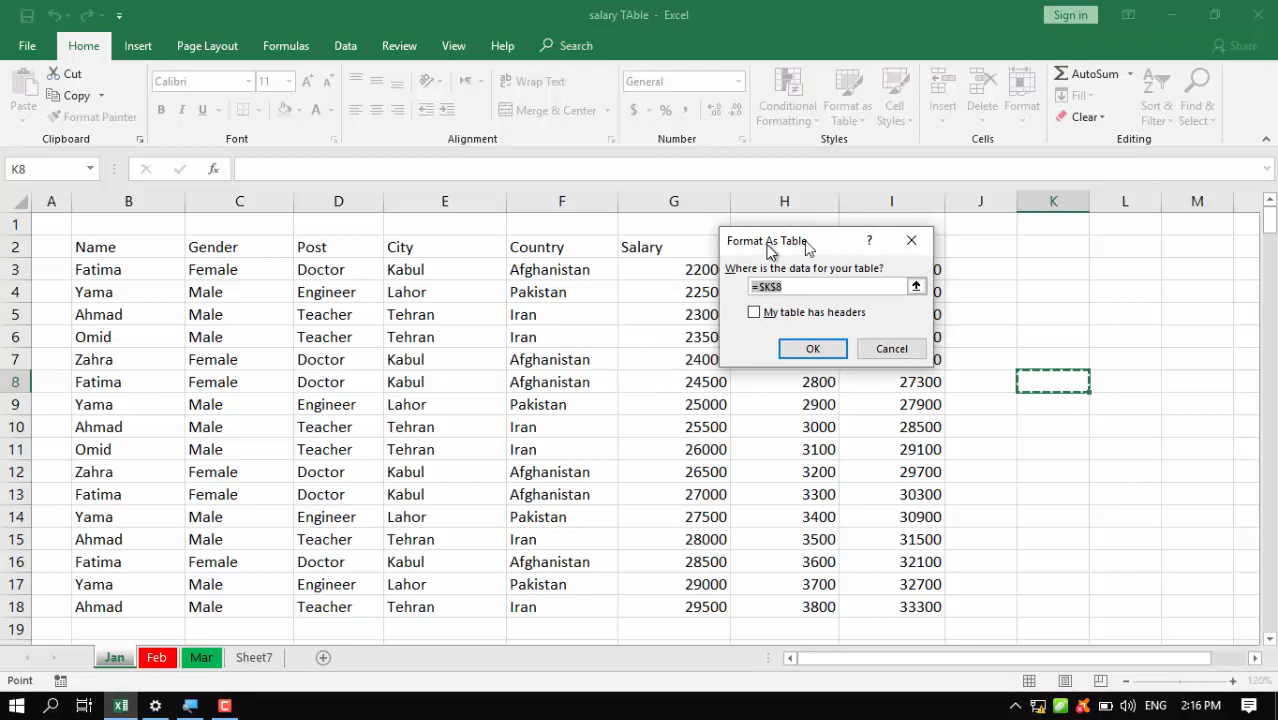 salary TAble - Excel
Sign in
File Home Insert Page Layout Formulas Data Review View Help Search Share
Paste
Cut
Copy
Format Painter
Clipboard
Calibri 11
B I U
Font
Wrap Text
Merge & Center
Alignment
General
$ % ,
Number
Conditional Formatting
Format as Table
Cell Styles
Styles
Insert
Delete
Format
Cells
AutoSum
Fill
Clear
Sort & Filter
Find & Select
Editing
K8
fx
A B C D E F G H I J K L M
1
2 Name Gender Post City Country Salary
3 Fatima Female Doctor Kabul Afghanistan 2200
4 Yama Male Engineer Lahor Pakistan 2250
5 Ahmad Male Teacher Tehran Iran 2300
6 Omid Male Teacher Tehran Iran 2350
7 Zahra Female Doctor Kabul Afghanistan 2400
8 Fatima Female Doctor Kabul Afghanistan 24500 2800 27300
9 Yama Male Engineer Lahor Pakistan 25000 2900 27900
10 Ahmad Male Teacher Tehran Iran 25500 3000 28500
11 Omid Male Teacher Tehran Iran 26000 3100 29100
12 Zahra Female Doctor Kabul Afghanistan 26500 3200 29700
13 Fatima Female Doctor Kabul Afghanistan 27000 3300 30300
14 Yama Male Engineer Lahor Pakistan 27500 3400 30900
15 Ahmad Male Teacher Tehran Iran 28000 3500 31500
16 Fatima Female Doctor Kabul Afghanistan 28500 3600 32100
17 Yama Male Engineer Lahor Pakistan 29000 3700 32700
18 Ahmad Male Teacher Tehran Iran 29500 3800 33300
19
Format As Table ?
Where is the data for your table?
=$K$8
My table has headers
OK Cancel
Jan Feb Mar Sheet7
Point
120%
ENG 2:16 PM